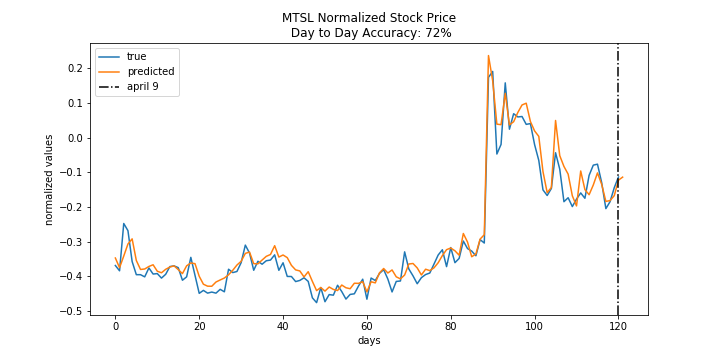 MTSL Normalized Stock Price
Day to Day Accuracy: 72%
true
predicted
april 9
normalized values
0.2
0.1
0.0
−0.1
−0.2
−0.3
−0.4
−0.5
0 20 40 60 80 100 120
days